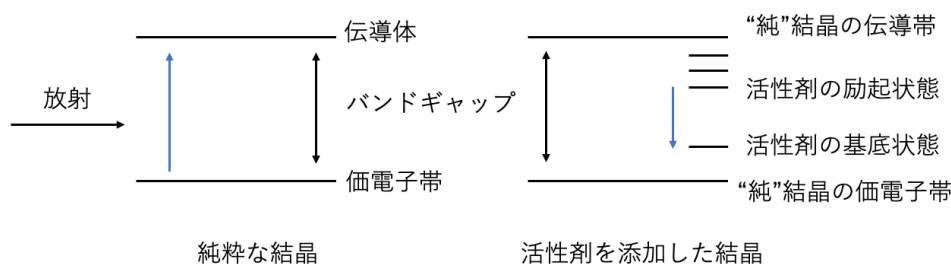 放射
伝導体
バンドギャップ
価電子帯
純粋な結晶
“純”結晶の伝導帯
活性剤の励起状態
活性剤の基底状態
“純”結晶の価電子帯
活性剤を添加した結晶